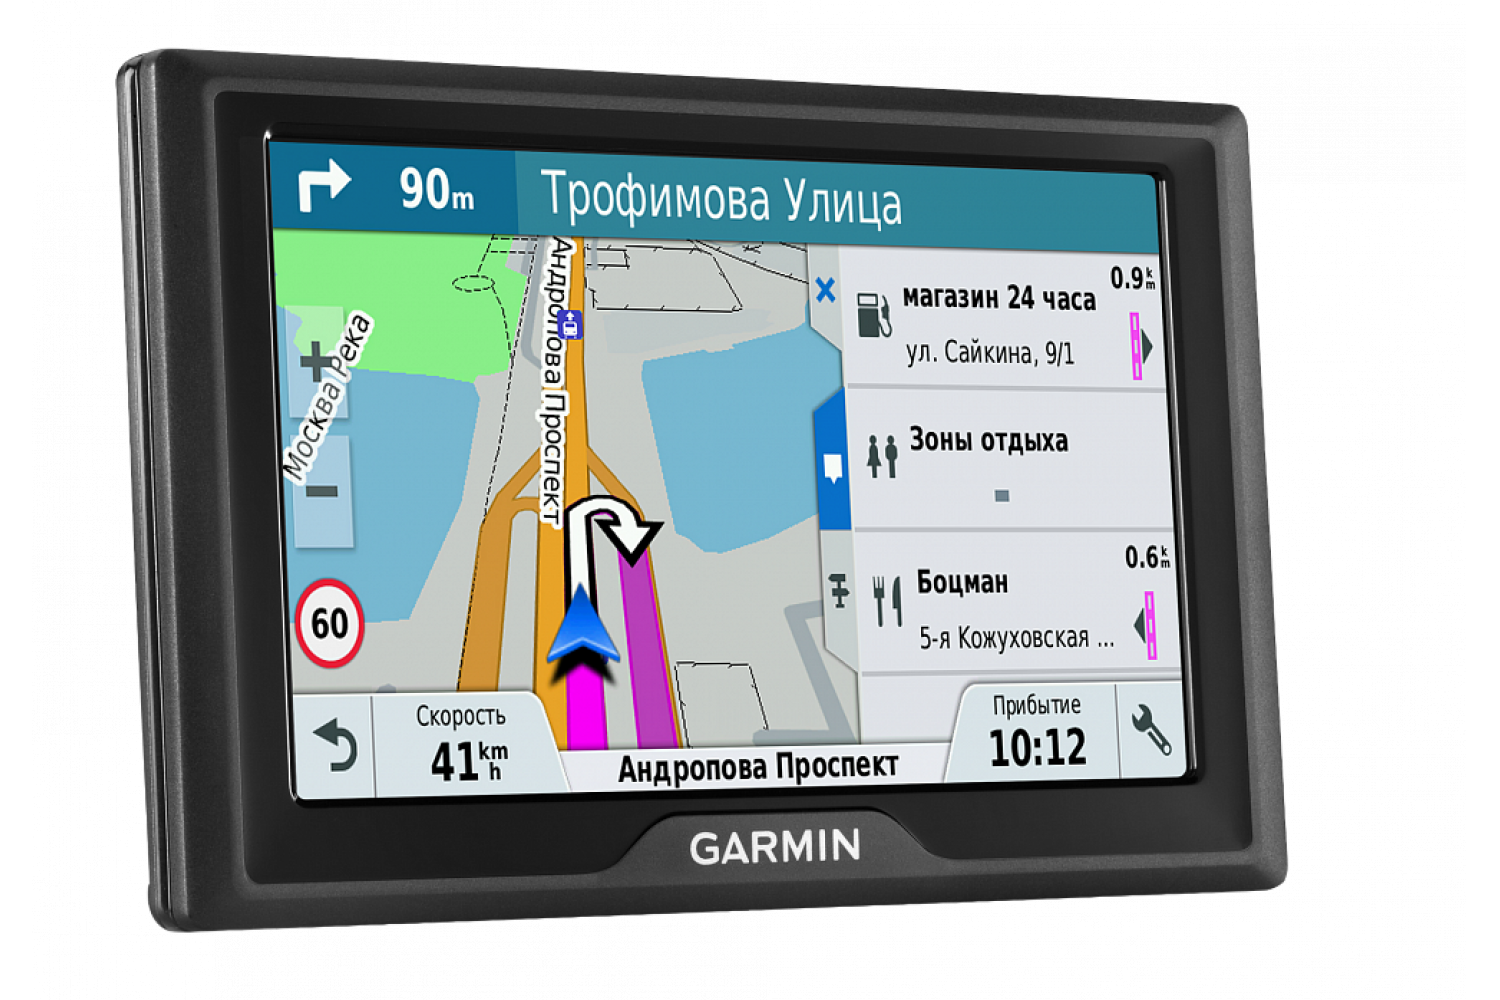 90m
Трофимова Улица
Андропова Проспект
Москва Река
+
−
60
0.9 km
магазин 24 часа
ул. Сайкина, 9/1
Зоны отдыха
0.6 km
Боцман
5-я Кожуховская ...
Скорость
41 km h
Андропова Проспект
Прибытие
10:12
GARMIN